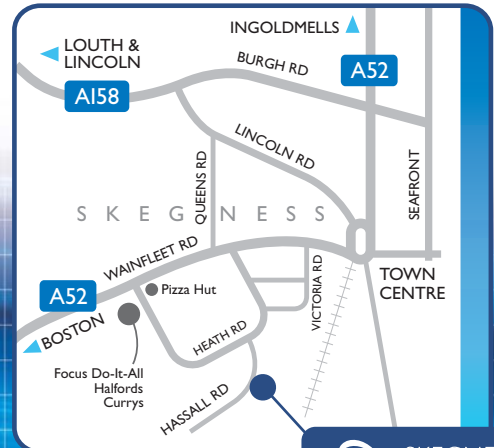 INGOLDMELLS
LOUTH &
LINCOLN
BURGH RD
A52
A158
LINCOLN RD
QUEENS RD
SEAFRONT
SKEGNESS
WAINFLEET RD
VICTORIA RD
TOWN
CENTRE
A52
Pizza Hut
BOSTON
HEATH RD
Focus Do-It-All
Halfords
Currys
HASSALL RD